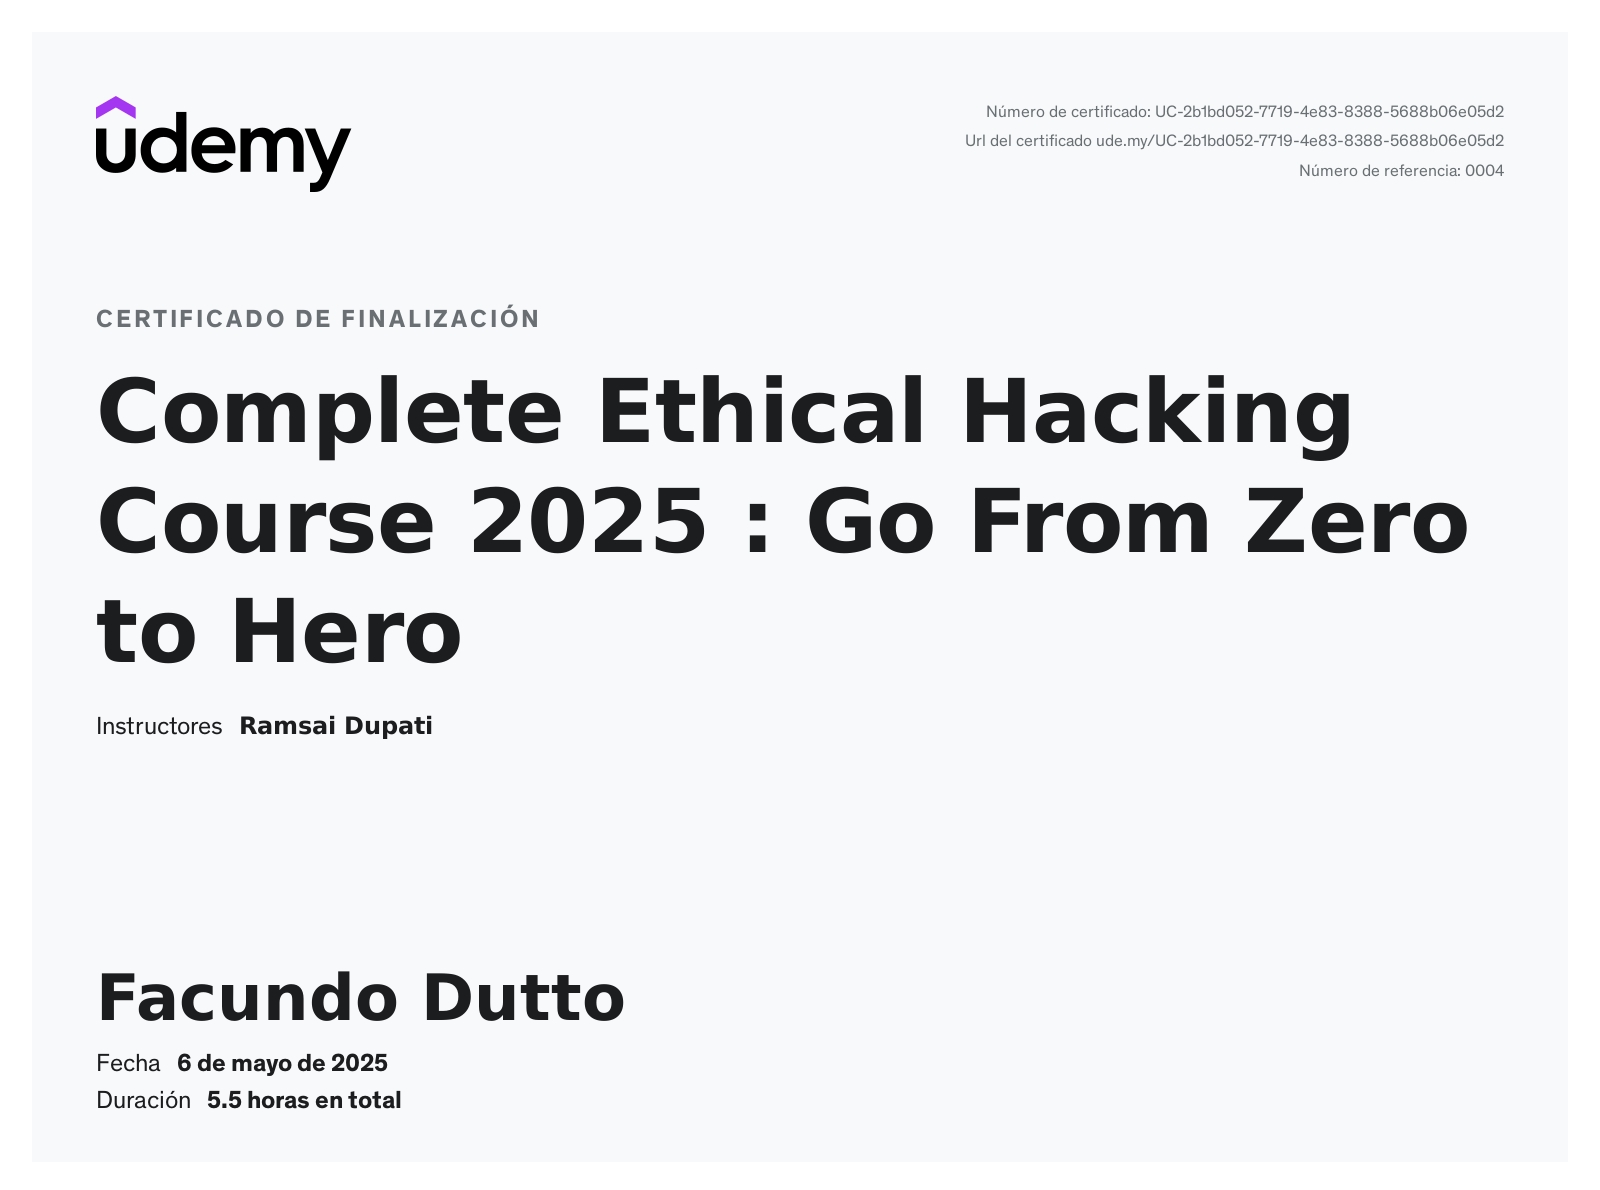 udemy
Número de certificado: UC-2b1bd052-7719-4e83-8388-5688b06e05d2
Url del certificado ude.my/UC-2b1bd052-7719-4e83-8388-5688b06e05d2
Número de referencia: 0004
CERTIFICADO DE FINALIZACIÓN
Complete Ethical Hacking
Course 2025 : Go From Zero
to Hero
Instructores Ramsai Dupati
Facundo Dutto
Fecha 6 de mayo de 2025
Duración 5.5 horas en total